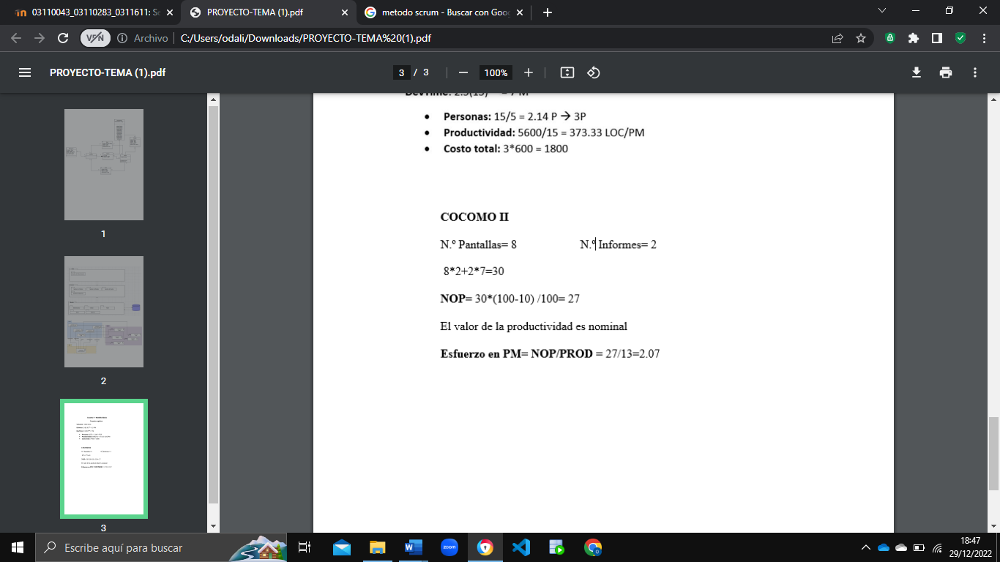 03110043_03110283_0311611: Se
PROYECTO-TEMA (1).pdf
metodo scrum - Buscar con Goog
VPN
Archivo
C:/Users/odali/Downloads/PROYECTO-TEMA%20(1).pdf
PROYECTO-TEMA (1).pdf
3 / 3
100%
• Personas: 15/5 = 2.14 P → 3P
• Productividad: 5600/15 = 373.33 LOC/PM
• Costo total: 3*600 = 1800
COCOMO II
N.º Pantallas= 8 N.º Informes= 2
8*2+2*7=30
NOP= 30*(100-10) /100= 27
El valor de la productividad es nominal
Esfuerzo en PM= NOP/PROD = 27/13=2.07
1
2
3
Escribe aquí para buscar
zoom
18:47
29/12/2022